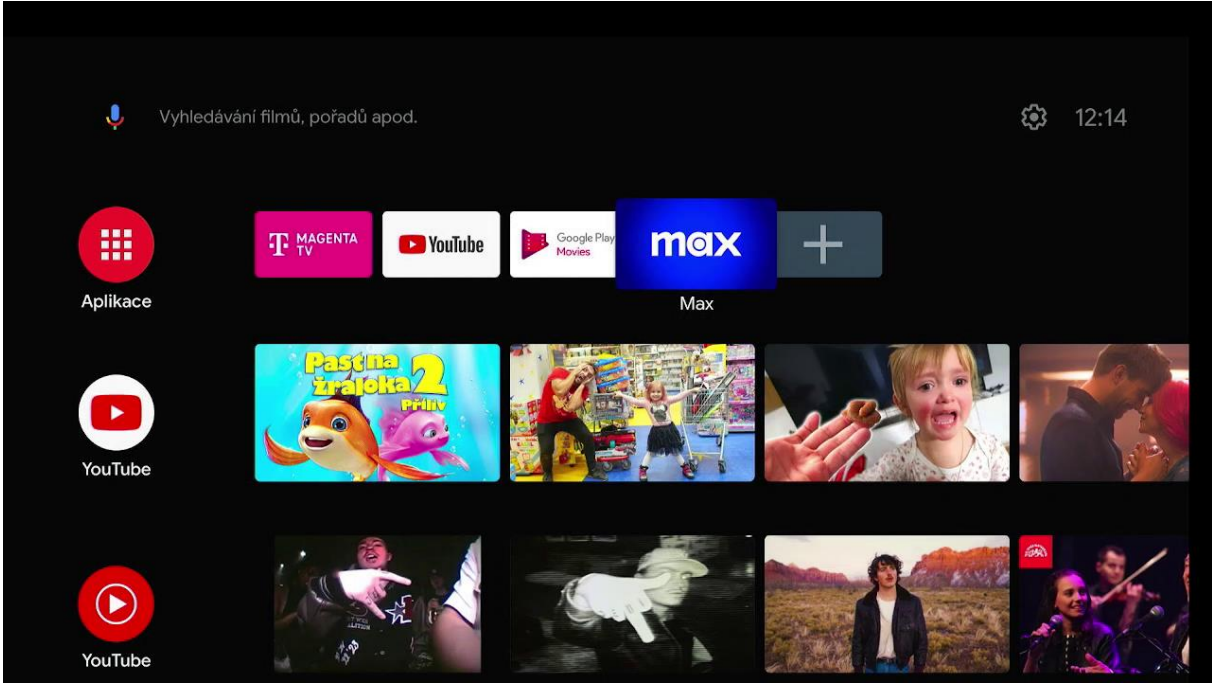 Vyhledávání filmů, pořadů apod.
12:14
MAGENTA
TV
YouTube
Google Play
Movies
max
Aplikace
Max
Past na
žraloka 2
Příliv
YouTube
YouTube